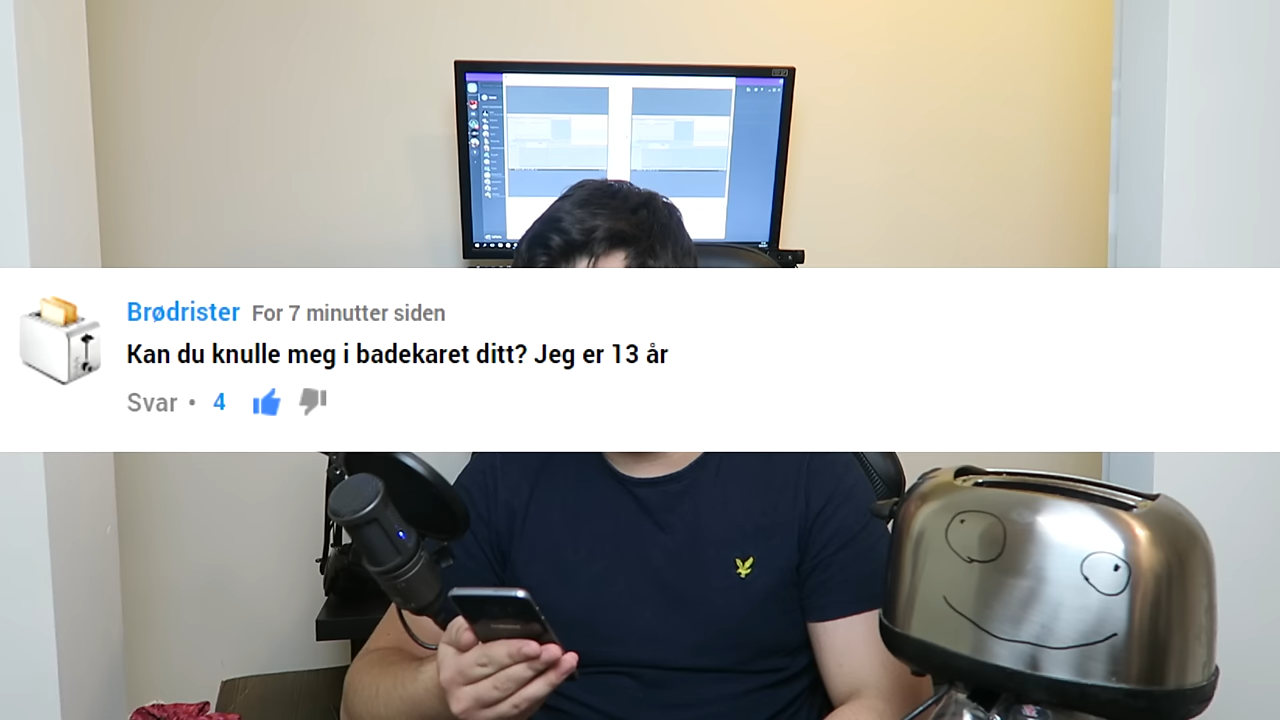 Brødrister For 7 minutter siden
Kan du knulle meg i badekaret ditt? Jeg er 13 år
Svar • 4